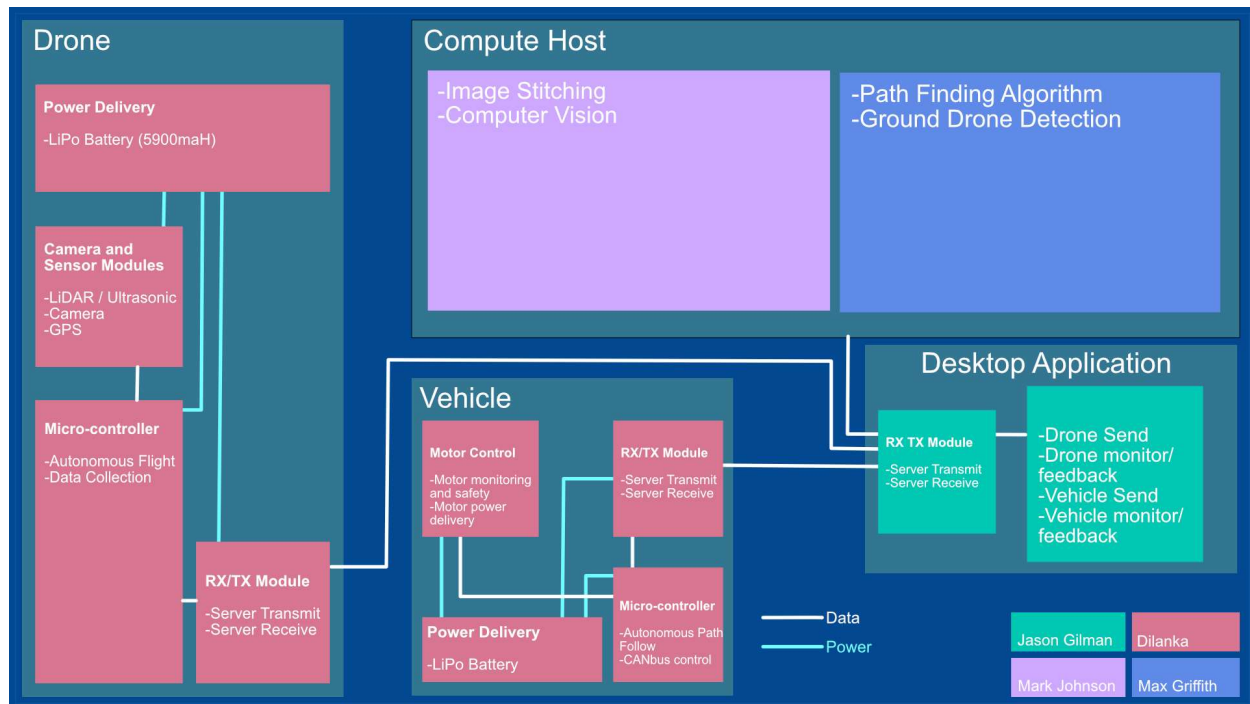 Drone
Power Delivery
-LiPo Battery (5900maH)
Camera and
Sensor Modules
-LiDAR / Ultrasonic
-Camera
-GPS
Micro-controller
-Autonomous Flight
-Data Collection
RX/TX Module
-Server Transmit
-Server Receive
Compute Host
-Image Stitching
-Computer Vision
-Path Finding Algorithm
-Ground Drone Detection
Vehicle
Motor Control
-Motor monitoring
and safety
-Motor power
delivery
RX/TX Module
-Server Transmit
-Server Receive
Power Delivery
-LiPo Battery
Micro-controller
-Autonomous Path
Follow
-CANbus control
Desktop Application
RX TX Module
-Server Transmit
-Server Receive
-Drone Send
-Drone monitor/
feedback
-Vehicle Send
-Vehicle monitor/
feedback
Data
Power
Jason Gilman
Dilanka
Mark Johnson
Max Griffith